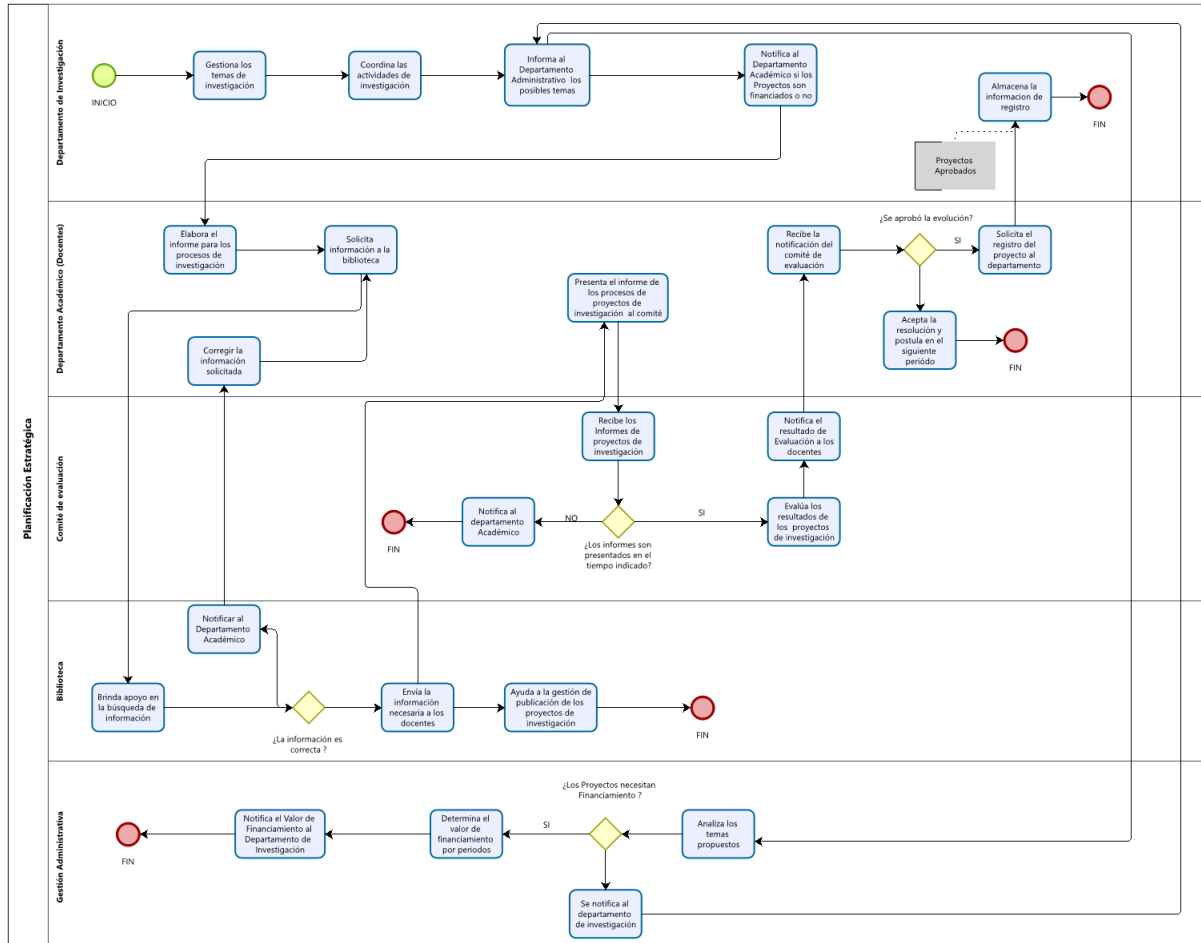 Planificación Estratégica
Departamento de Investigación
INICIO
Gestiona los
temas de
investigación
Coordina las
actividades de
investigación
Informa al
Departamento
Administrativo los
posibles temas
Notifica al
Departamento
Académico si los
Proyectos son
financiados o no
Almacena la
informacion de
registro
FIN
Proyectos
Aprobados
Departamento Académico (Docentes)
Elabora el
informe para los
procesos de
investigación
Solicita
información a la
biblioteca
Corregir la
información
solicitada
Presenta el informe de
los procesos de
proyectos de
investigación al comité
Recibe la
notificación del
comité de
evaluación
¿Se aprobó la evolución?
SI
Solicita el
registro del
proyecto al
departamento
Acepta la
resolución y
postula en el
siguiente
periódo
FIN
Comité de evaluación
Recibe los
Informes de
proyectos de
investigación
Notifica el
resultado de
Evaluación a los
docentes
FIN
Notifica al
departamento
Académico
NO
¿Los informes son
presentados en el
tiempo indicado?
SI
Evalúa los
resultados de
los proyectos
de investigación
Biblioteca
Notificar al
Departamento
Académico
Brinda apoyo en
la búsqueda de
información
¿La información es
correcta ?
Envía la
información
necesaria a los
docentes
Ayuda a la gestión de
publicación de los
proyectos de
investigación
FIN
Gestión Administrativa
FIN
Notifica el Valor de
Financiamiento al
Departamento de
Investigación
Determina el
valor de
financiamiento
por periodos
SI
¿Los Proyectos necesitan
Financiamiento ?
Analiza los
temas
propuestos
Se notifica al
departamento
de investigación